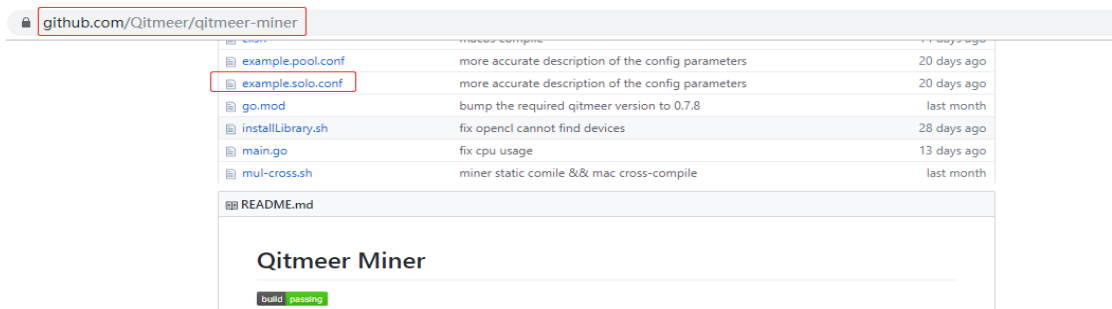 github.com/Qitmeer/qitmeer-miner
macos compile
example.pool.conf more accurate description of the config parameters 20 days ago
example.solo.conf more accurate description of the config parameters 20 days ago
go.mod bump the required qitmeer version to 0.7.8 last month
installLibrary.sh fix opencl cannot find devices 28 days ago
main.go fix cpu usage 13 days ago
mul-cross.sh miner static comile && mac cross-compile last month
README.md
Qitmeer Miner
build passing